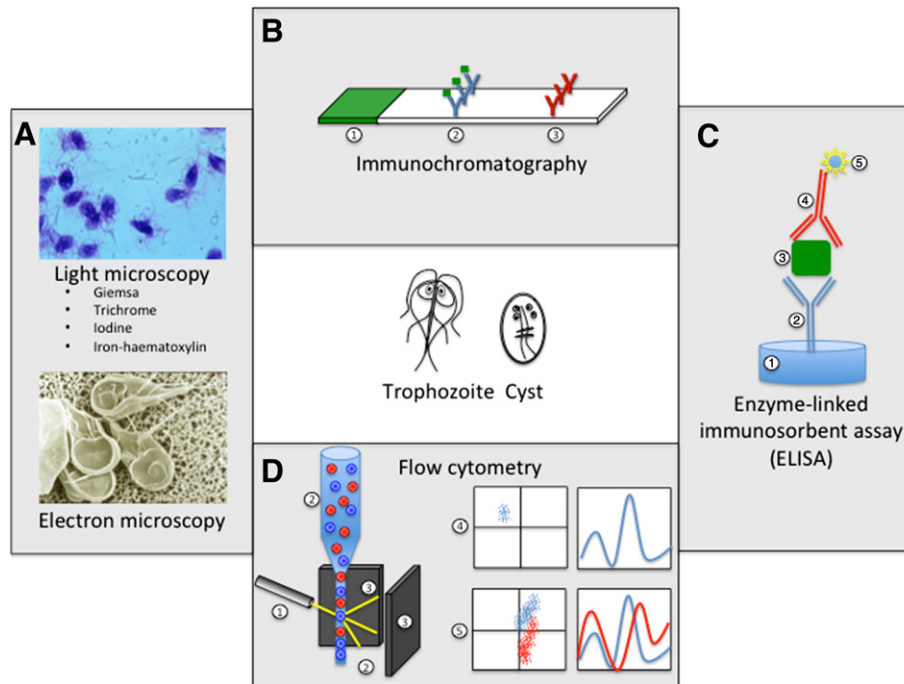 A
Light microscopy
• Giemsa
• Trichrome
• Iodine
• Iron-haematoxylin
Electron microscopy
B
① ② ③
Immunochromatography
Trophozoite Cyst
C
⑤
④
③
②
①
Enzyme-linked
immunosorbent assay
(ELISA)
D
Flow cytometry
②
④
③
①
③
⑤
②